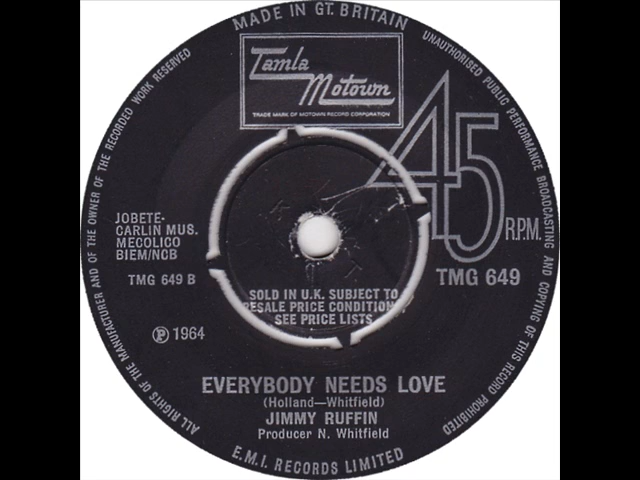 MADE IN GT. BRITAIN
UNAUTHORISED PUBLIC PERFORMANCE BROADCASTING AND COPYING OF THIS RECORD PROHIBITED
ALL RIGHTS OF THE MANUFACTURER AND OF THE OWNER OF THE RECORDED WORK RESERVED
Tamla
Motown
TRADE MARK OF MOTOWN RECORD CORPORATION
45
R.P.M.
JOBETE-
CARLIN MUS.
MECOLICO
BIEM/NCB
TMG 649 B
TMG 649
SOLD IN U.K. SUBJECT TO
RESALE PRICE CONDITIONS
SEE PRICE LISTS
Ⓟ 1964
EVERYBODY NEEDS LOVE
(Holland—Whitfield)
JIMMY RUFFIN
Producer N. Whitfield
E.M.I. RECORDS LIMITED